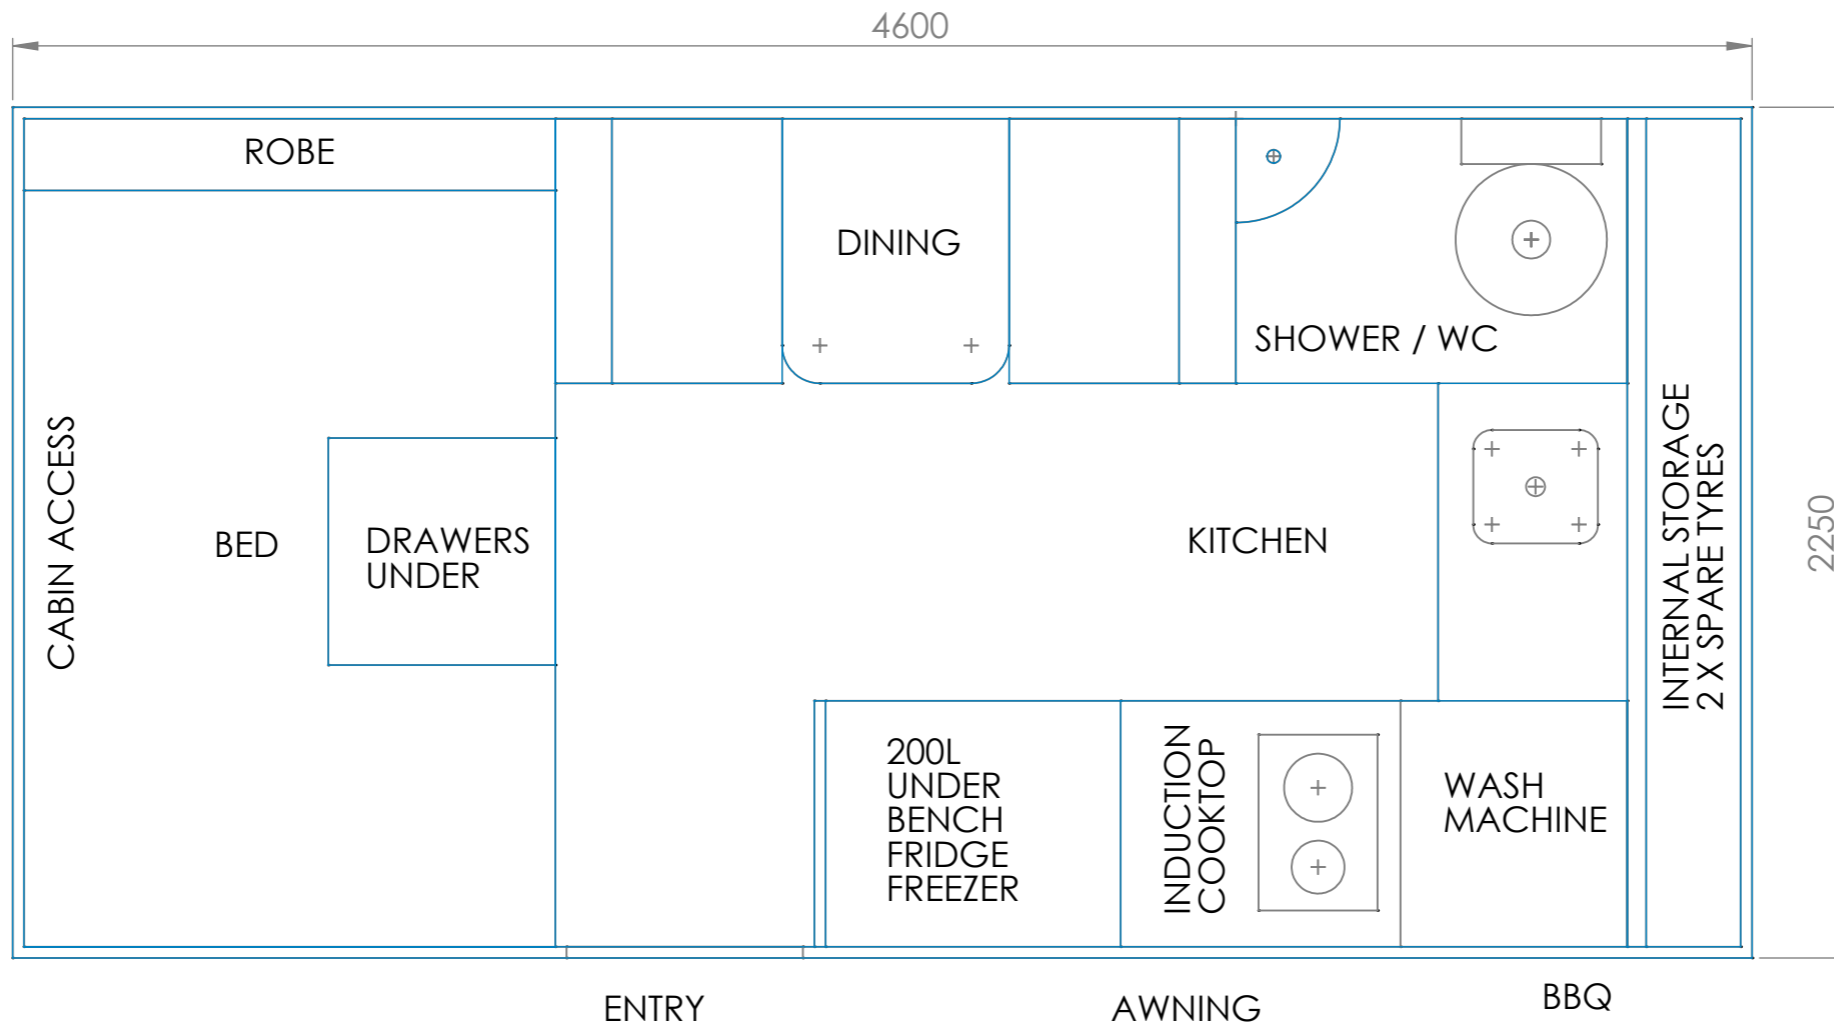 4600
ROBE
DINING
SHOWER / WC
CABIN ACCESS
BED
DRAWERS
UNDER
KITCHEN
INTERNAL STORAGE
2 X SPARE TYRES
2250
200L
UNDER
BENCH
FRIDGE
FREEZER
INDUCTION
COOKTOP
WASH
MACHINE
ENTRY
AWNING
BBQ